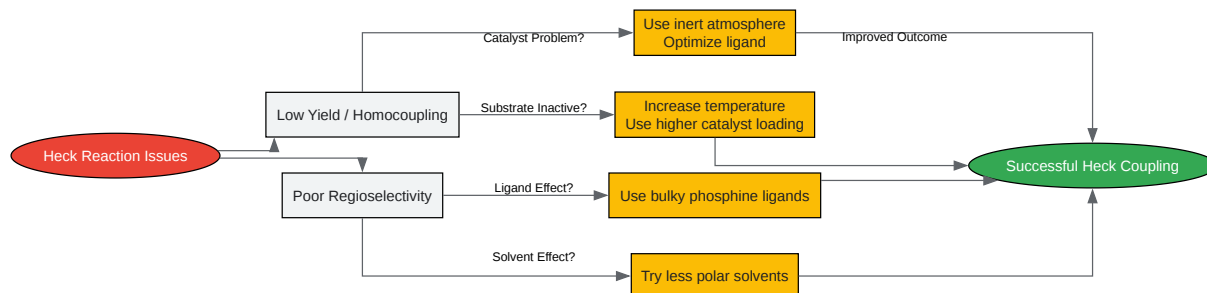 Use inert atmosphere
Optimize ligand
Catalyst Problem?
Improved Outcome
Low Yield / Homocoupling
Substrate Inactive?
Increase temperature
Use higher catalyst loading
Heck Reaction Issues
Successful Heck Coupling
Poor Regioselectivity
Ligand Effect?
Use bulky phosphine ligands
Solvent Effect?
Try less polar solvents